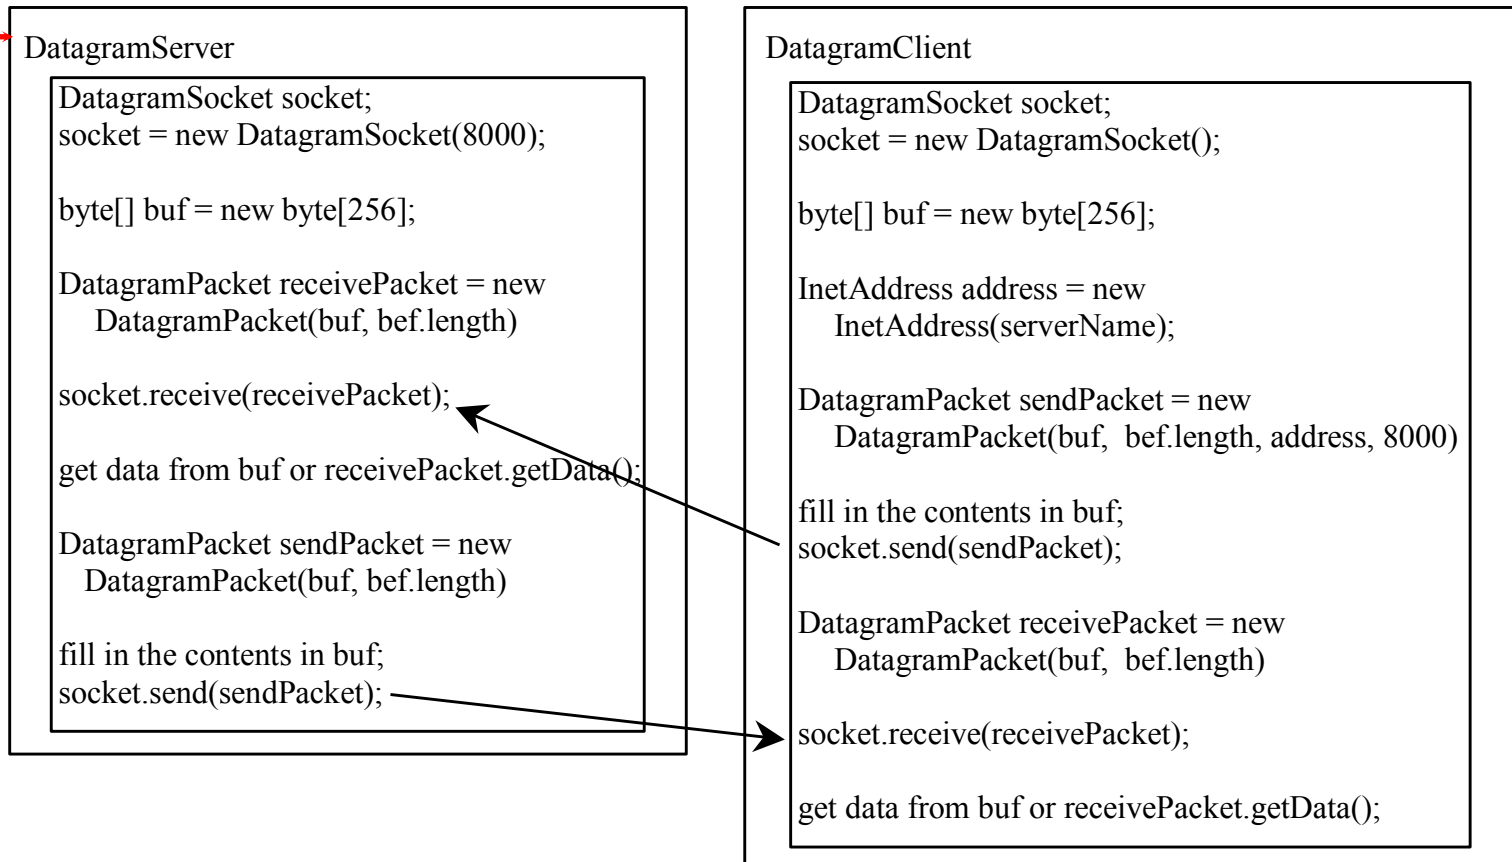 DatagramServer
DatagramSocket socket;
socket = new DatagramSocket(8000);
byte[] buf = new byte[256];
DatagramPacket receivePacket = new
DatagramPacket(buf, bef.length)
socket.receive(receivePacket);
get data from buf or receivePacket.getData();
DatagramPacket sendPacket = new
DatagramPacket(buf, bef.length)
fill in the contents in buf;
socket.send(sendPacket);
DatagramClient
DatagramSocket socket;
socket = new DatagramSocket();
byte[] buf = new byte[256];
InetAddress address = new
InetAddress(serverName);
DatagramPacket sendPacket = new
DatagramPacket(buf, bef.length, address, 8000)
fill in the contents in buf;
socket.send(sendPacket);
DatagramPacket receivePacket = new
DatagramPacket(buf, bef.length)
socket.receive(receivePacket);
get data from buf or receivePacket.getData();